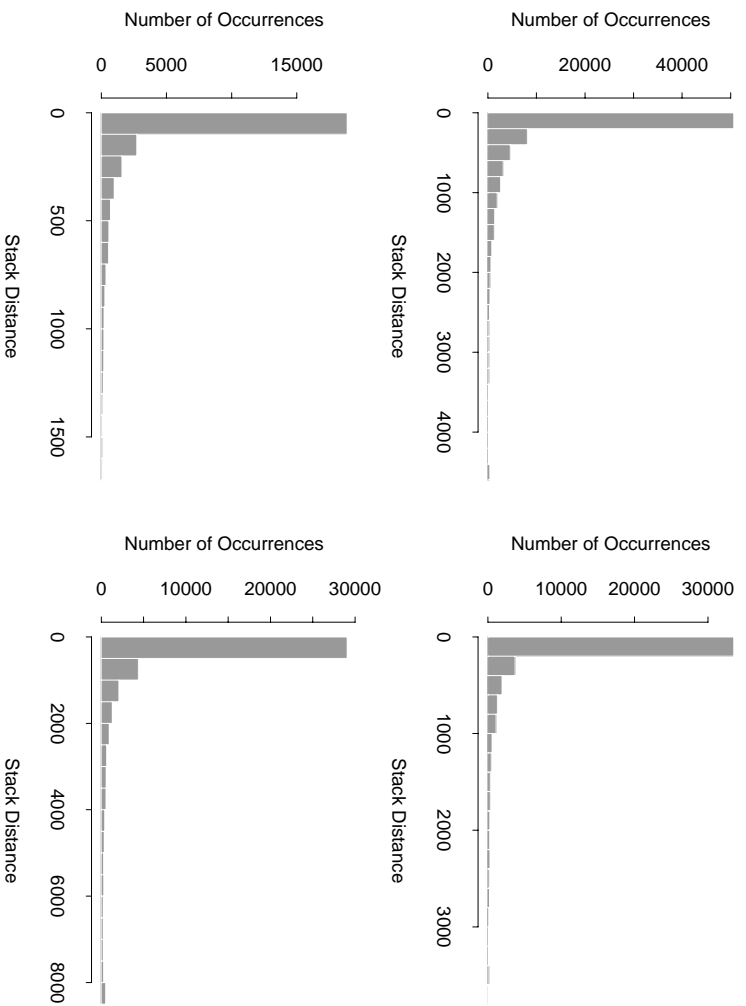 Number of Occurrences
0 5000 15000
0 500 1000 1500
Stack Distance
Number of Occurrences
0 20000 40000
0 1000 2000 3000 4000
Stack Distance
Number of Occurrences
0 10000 20000 30000
0 2000 4000 6000 8000
Stack Distance
Number of Occurrences
0 10000 20000 30000
0 1000 2000 3000
Stack Distance